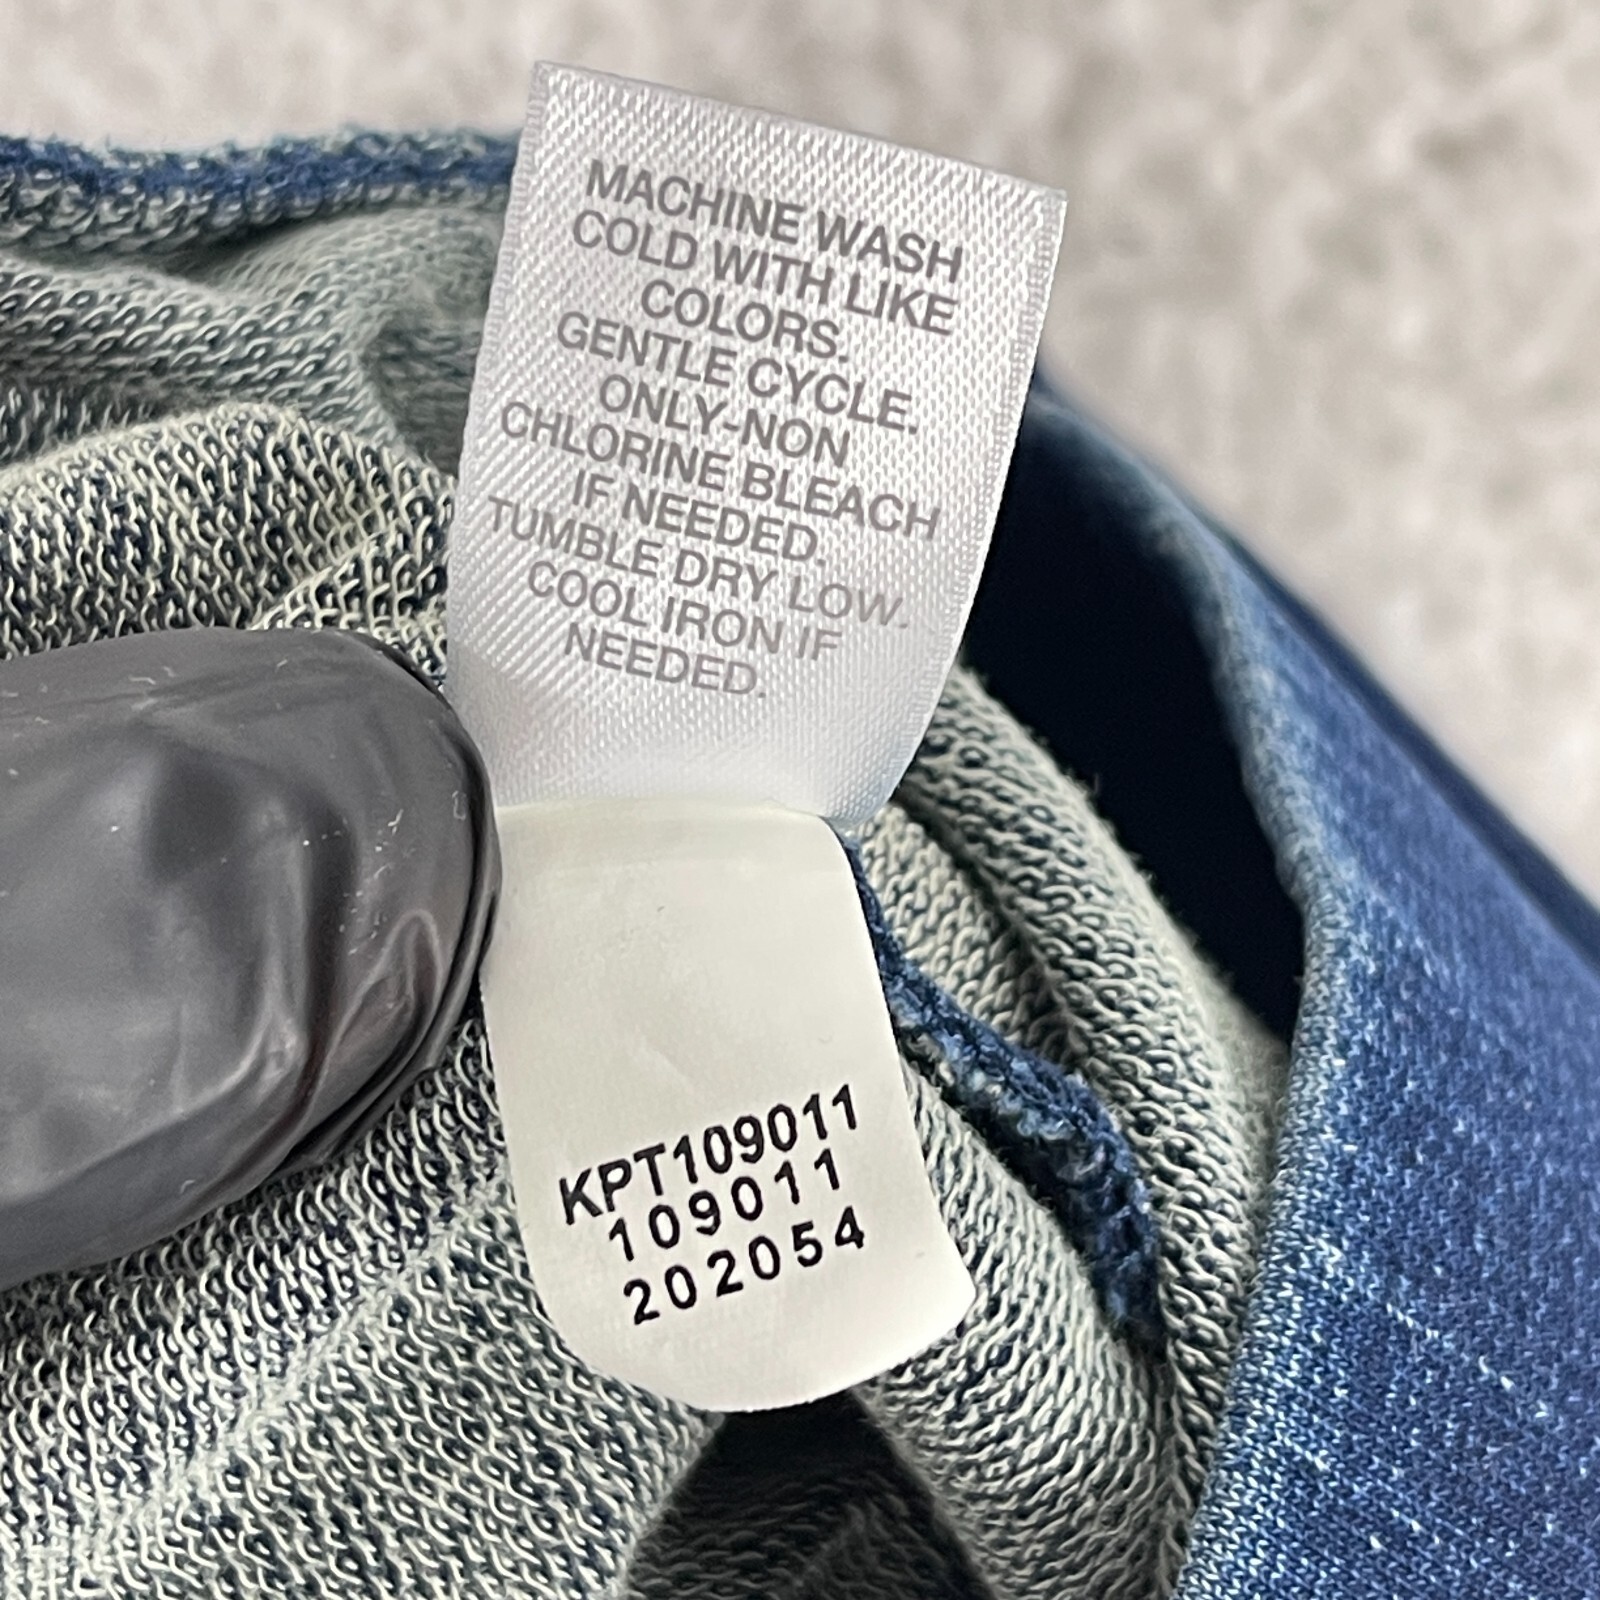 MACHINE WASH
COLD WITH LIKE
COLORS.
GENTLE CYCLE.
ONLY-NON
CHLORINE BLEACH
IF NEEDED.
TUMBLE DRY LOW.
COOL IRON IF
NEEDED.
KPT109011
109011
202054